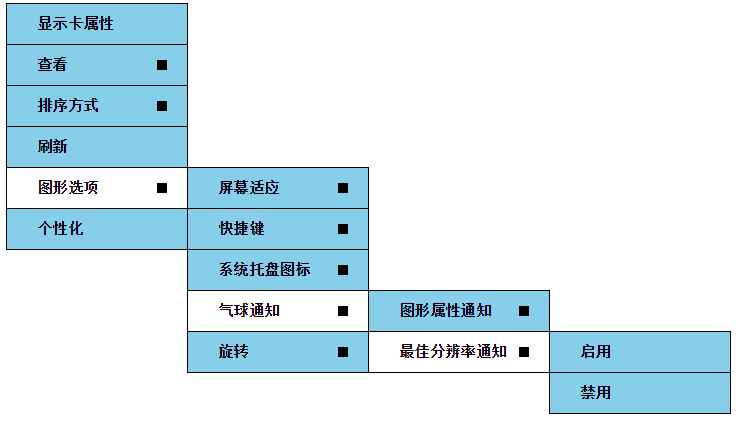 显示卡属性
查看
排序方式
刷新
图形选项
屏幕适应
个性化
快捷键
系统托盘图标
气球通知
图形属性通知
旋转
最佳分辨率通知
启用
禁用